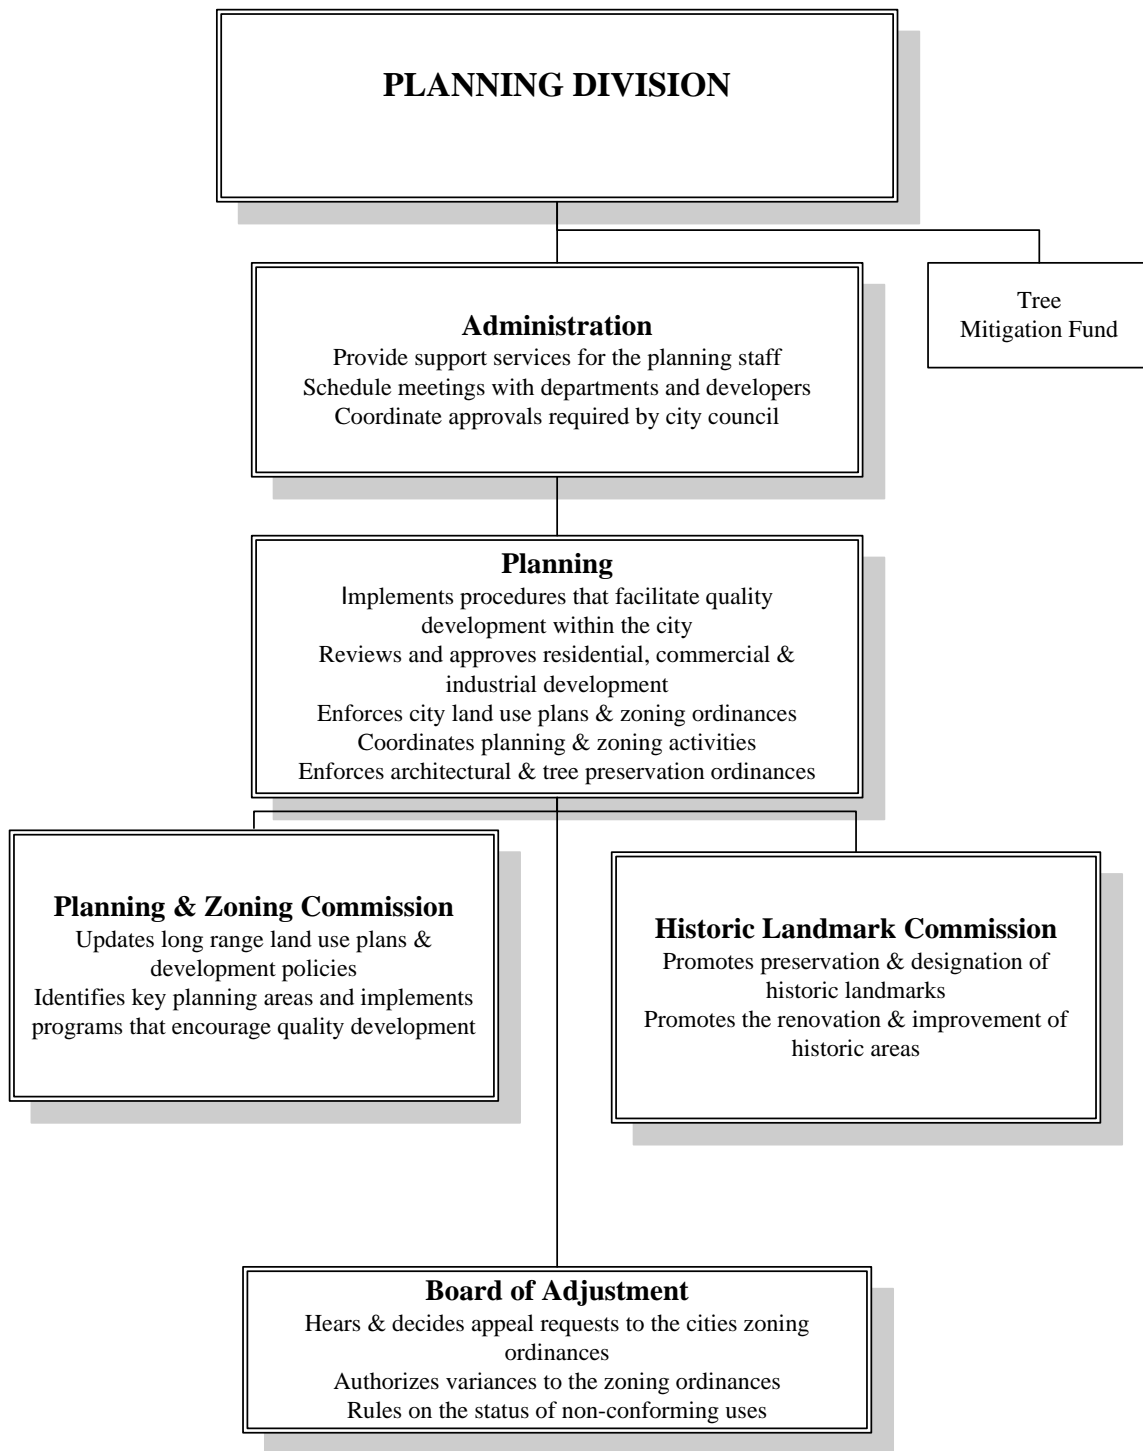 PLANNING DIVISION
Tree
Mitigation Fund
Administration
Provide support services for the planning staff
Schedule meetings with departments and developers
Coordinate approvals required by city council
Planning
Implements procedures that facilitate quality
development within the city
Reviews and approves residential, commercial &
industrial development
Enforces city land use plans & zoning ordinances
Coordinates planning & zoning activities
Enforces architectural & tree preservation ordinances
Planning & Zoning Commission
Updates long range land use plans &
development policies
Identifies key planning areas and implements
programs that encourage quality development
Historic Landmark Commission
Promotes preservation & designation of
historic landmarks
Promotes the renovation & improvement of
historic areas
Board of Adjustment
Hears & decides appeal requests to the cities zoning
ordinances
Authorizes variances to the zoning ordinances
Rules on the status of non-conforming uses